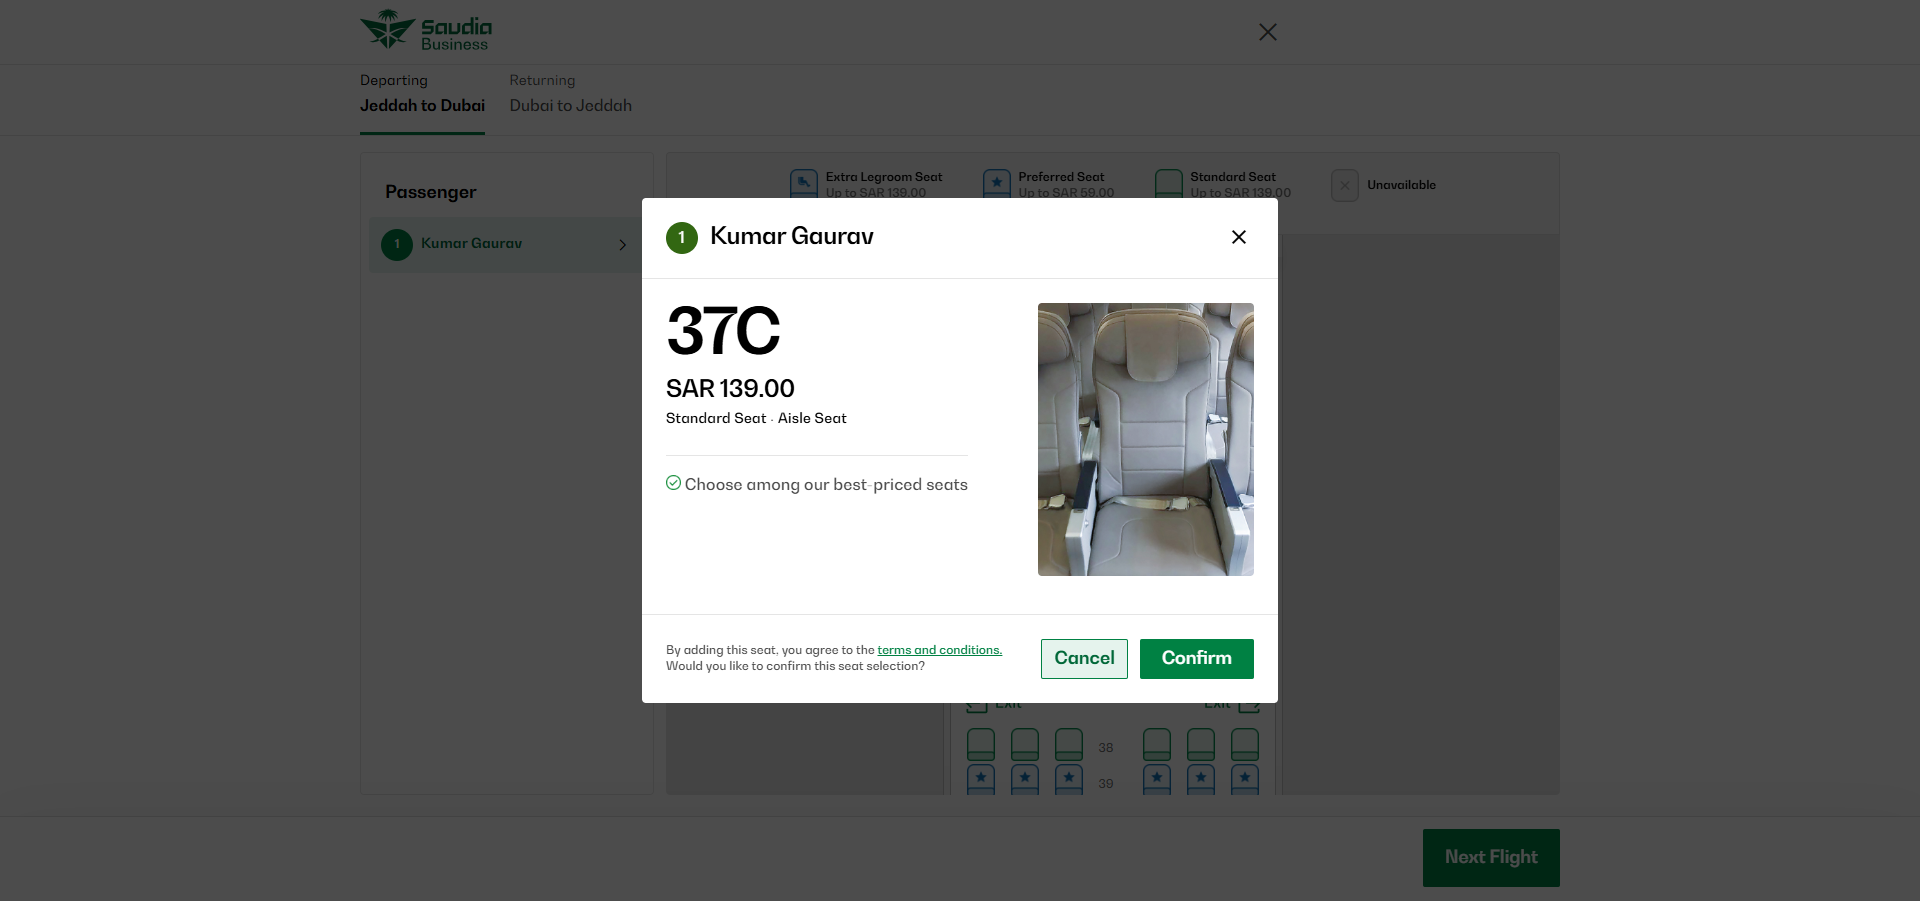 Saudia
Business
Departing
Jeddah to Dubai
Returning
Dubai to Jeddah
Passenger
1
Kumar Gaurav
Extra Legroom Seat
Up to SAR 139.00
Preferred Seat
Up to SAR 59.00
Standard Seat
Up to SAR 139.00
Unavailable
1
Kumar Gaurav
37C
SAR 139.00
Standard Seat · Aisle Seat
Choose among our best-priced seats
By adding this seat, you agree to the terms and conditions.
Would you like to confirm this seat selection?
Cancel
Confirm
Exit
Exit
38
39
Next Flight